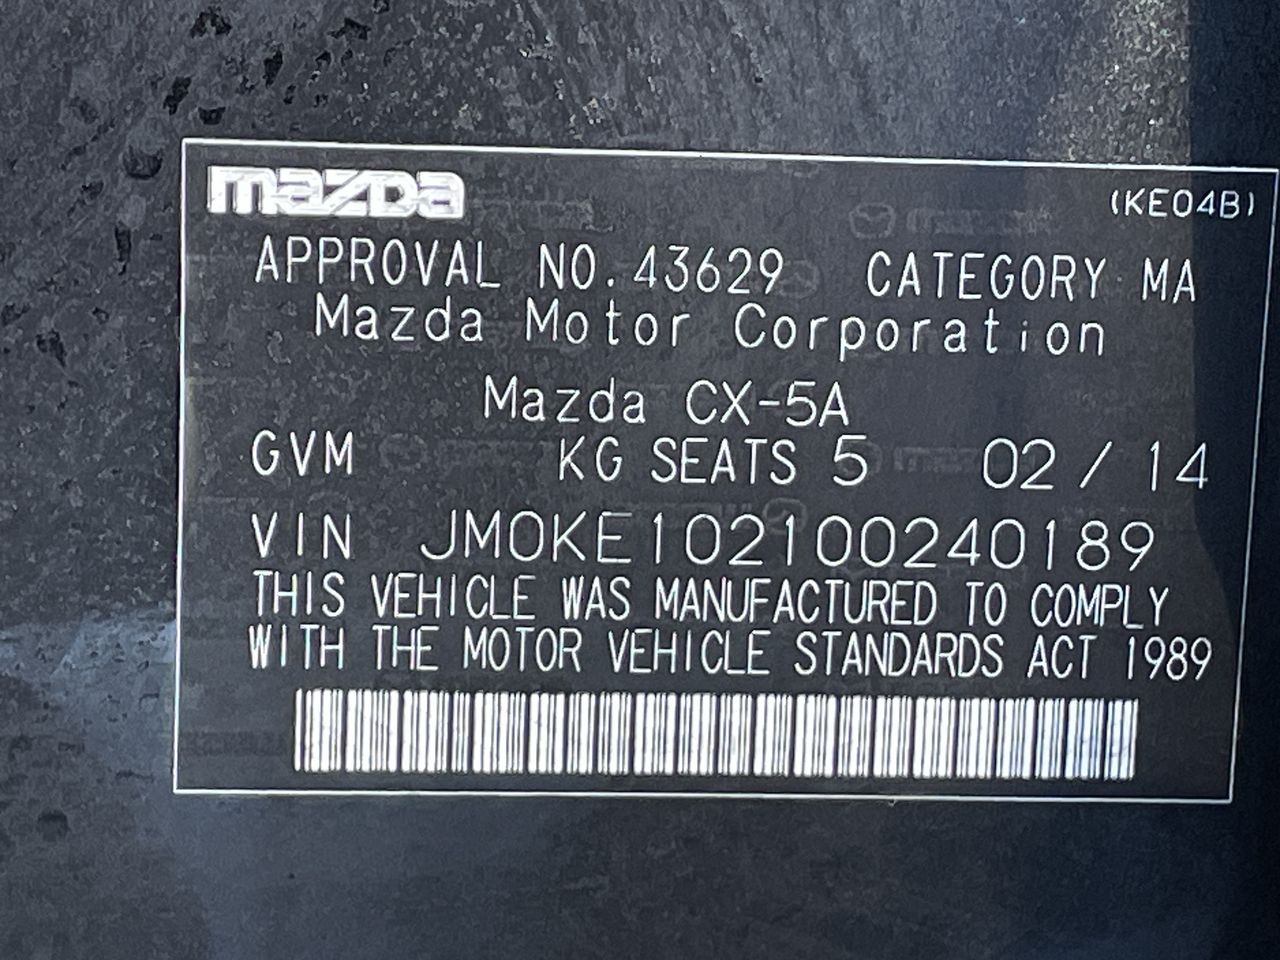 mazda
(KE04B)
APPROVAL NO. 43629 CATEGORY MA
Mazda Motor Corporation
Mazda CX-5A
GVM KG SEATS 5 02/14
VIN JM0KE102100240189
THIS VEHICLE WAS MANUFACTURED TO COMPLY
WITH THE MOTOR VEHICLE STANDARDS ACT 1989